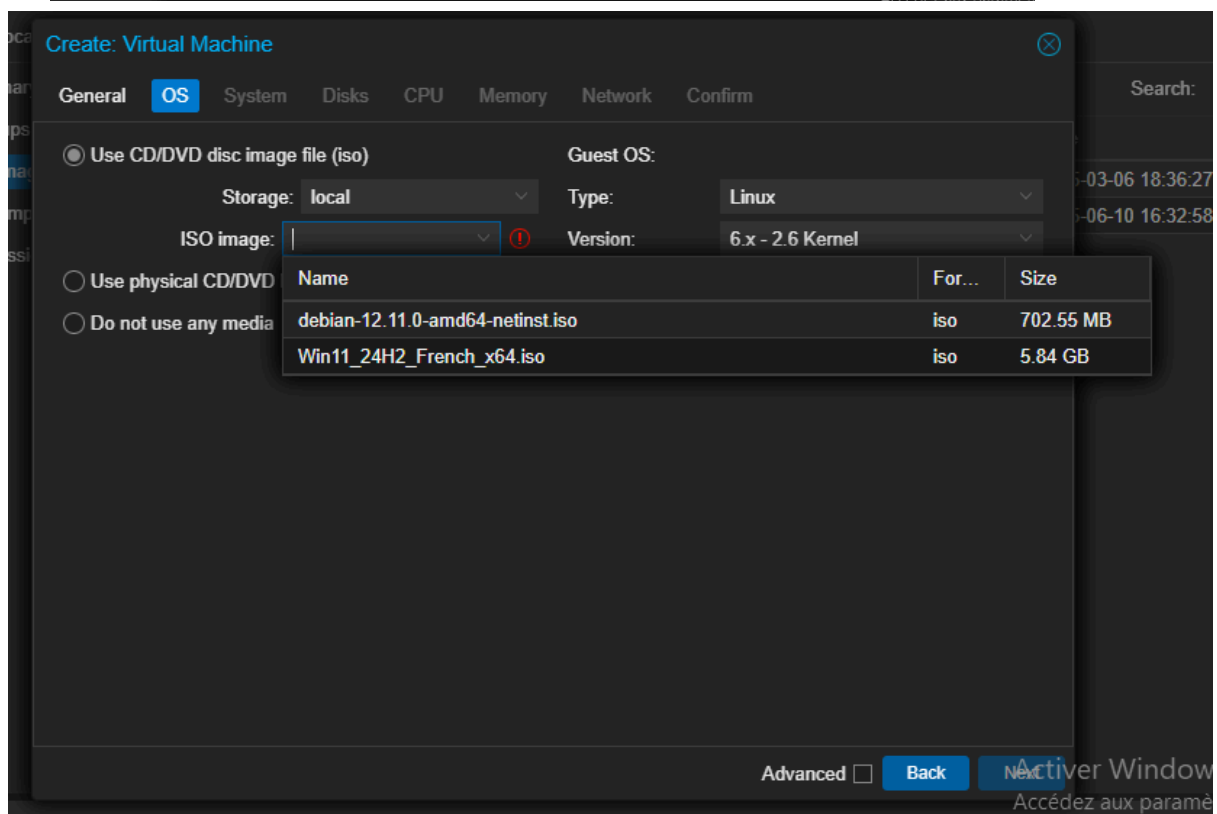 Create: Virtual Machine
General OS System Disks CPU Memory Network Confirm
Search:
Use CD/DVD disc image file (iso) Guest OS:
Storage: local Type: Linux
-03-06 18:36:27
ISO image: Version: 6.x - 2.6 Kernel
-06-10 16:32:58
Use physical CD/DVD Name For... Size
Do not use any media debian-12.11.0-amd64-netinst.iso iso 702.55 MB
Win11_24H2_French_x64.iso iso 5.84 GB
Advanced Back Next
Activer Window
Accédez aux paramè